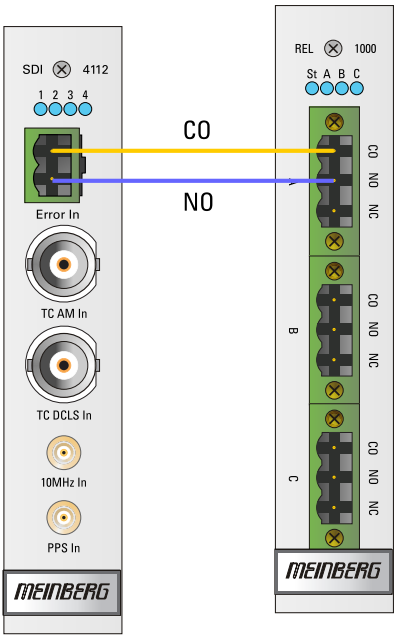 SDI 4112
1 2 3 4
Error In
TC AM In
TC DCLS In
10MHz In
PPS In
MEINBERG
CO
NO
REL 1000
St A B C
A
CO
NO
NC
B
CO
NO
NC
C
CO
NO
NC
MEINBERG